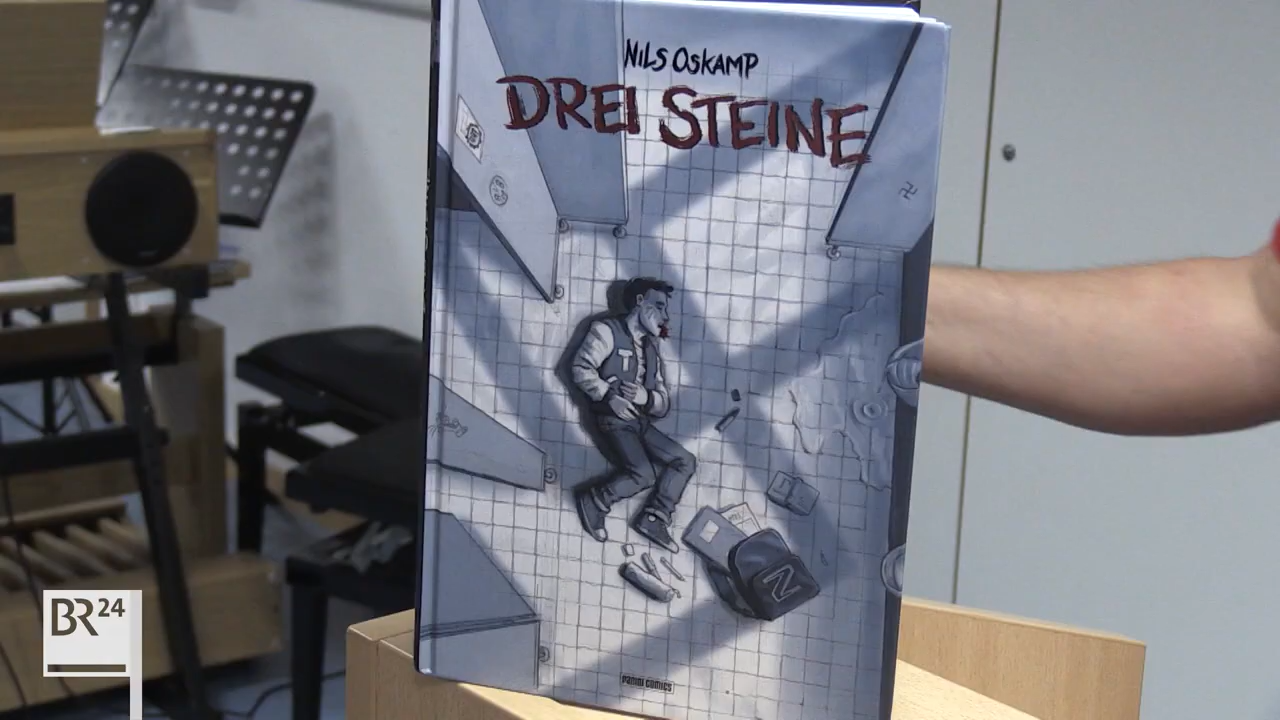 NILS OSKAMP
DREI STEINE
T
Z
PANINI COMICS
BR24